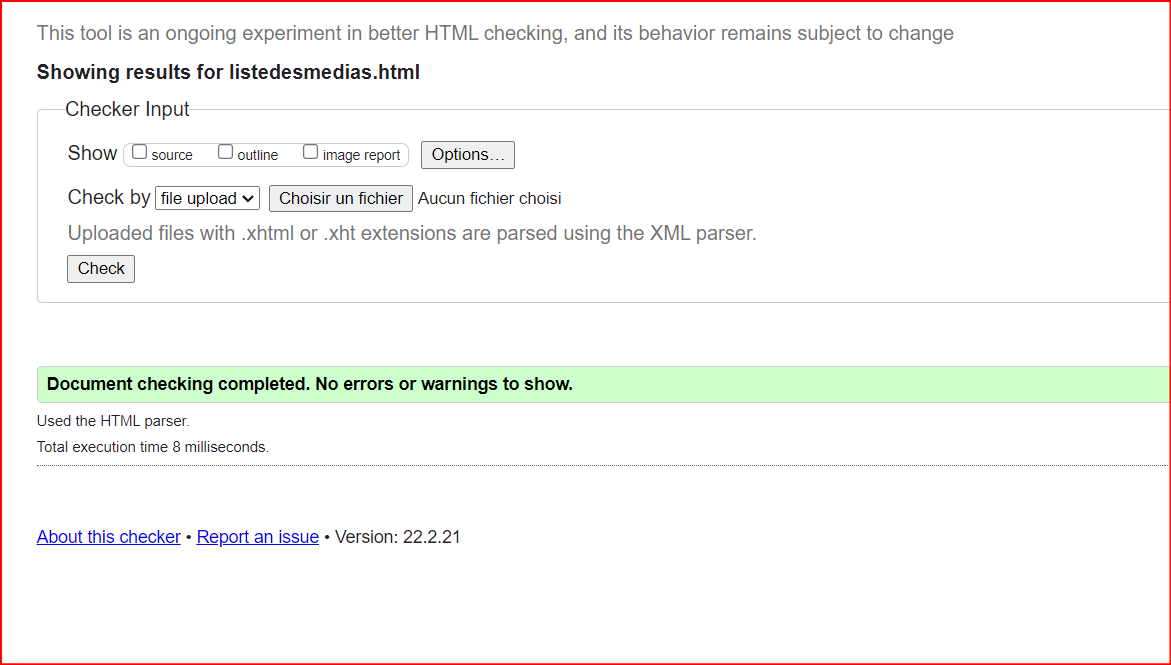 This tool is an ongoing experiment in better HTML checking, and its behavior remains subject to change
Showing results for listedesmedias.html
Checker Input
Show source outline image report Options…
Check by file upload Choisir un fichier Aucun fichier choisi
Uploaded files with .xhtml or .xht extensions are parsed using the XML parser.
Check
Document checking completed. No errors or warnings to show.
Used the HTML parser.
Total execution time 8 milliseconds.
About this checker • Report an issue • Version: 22.2.21